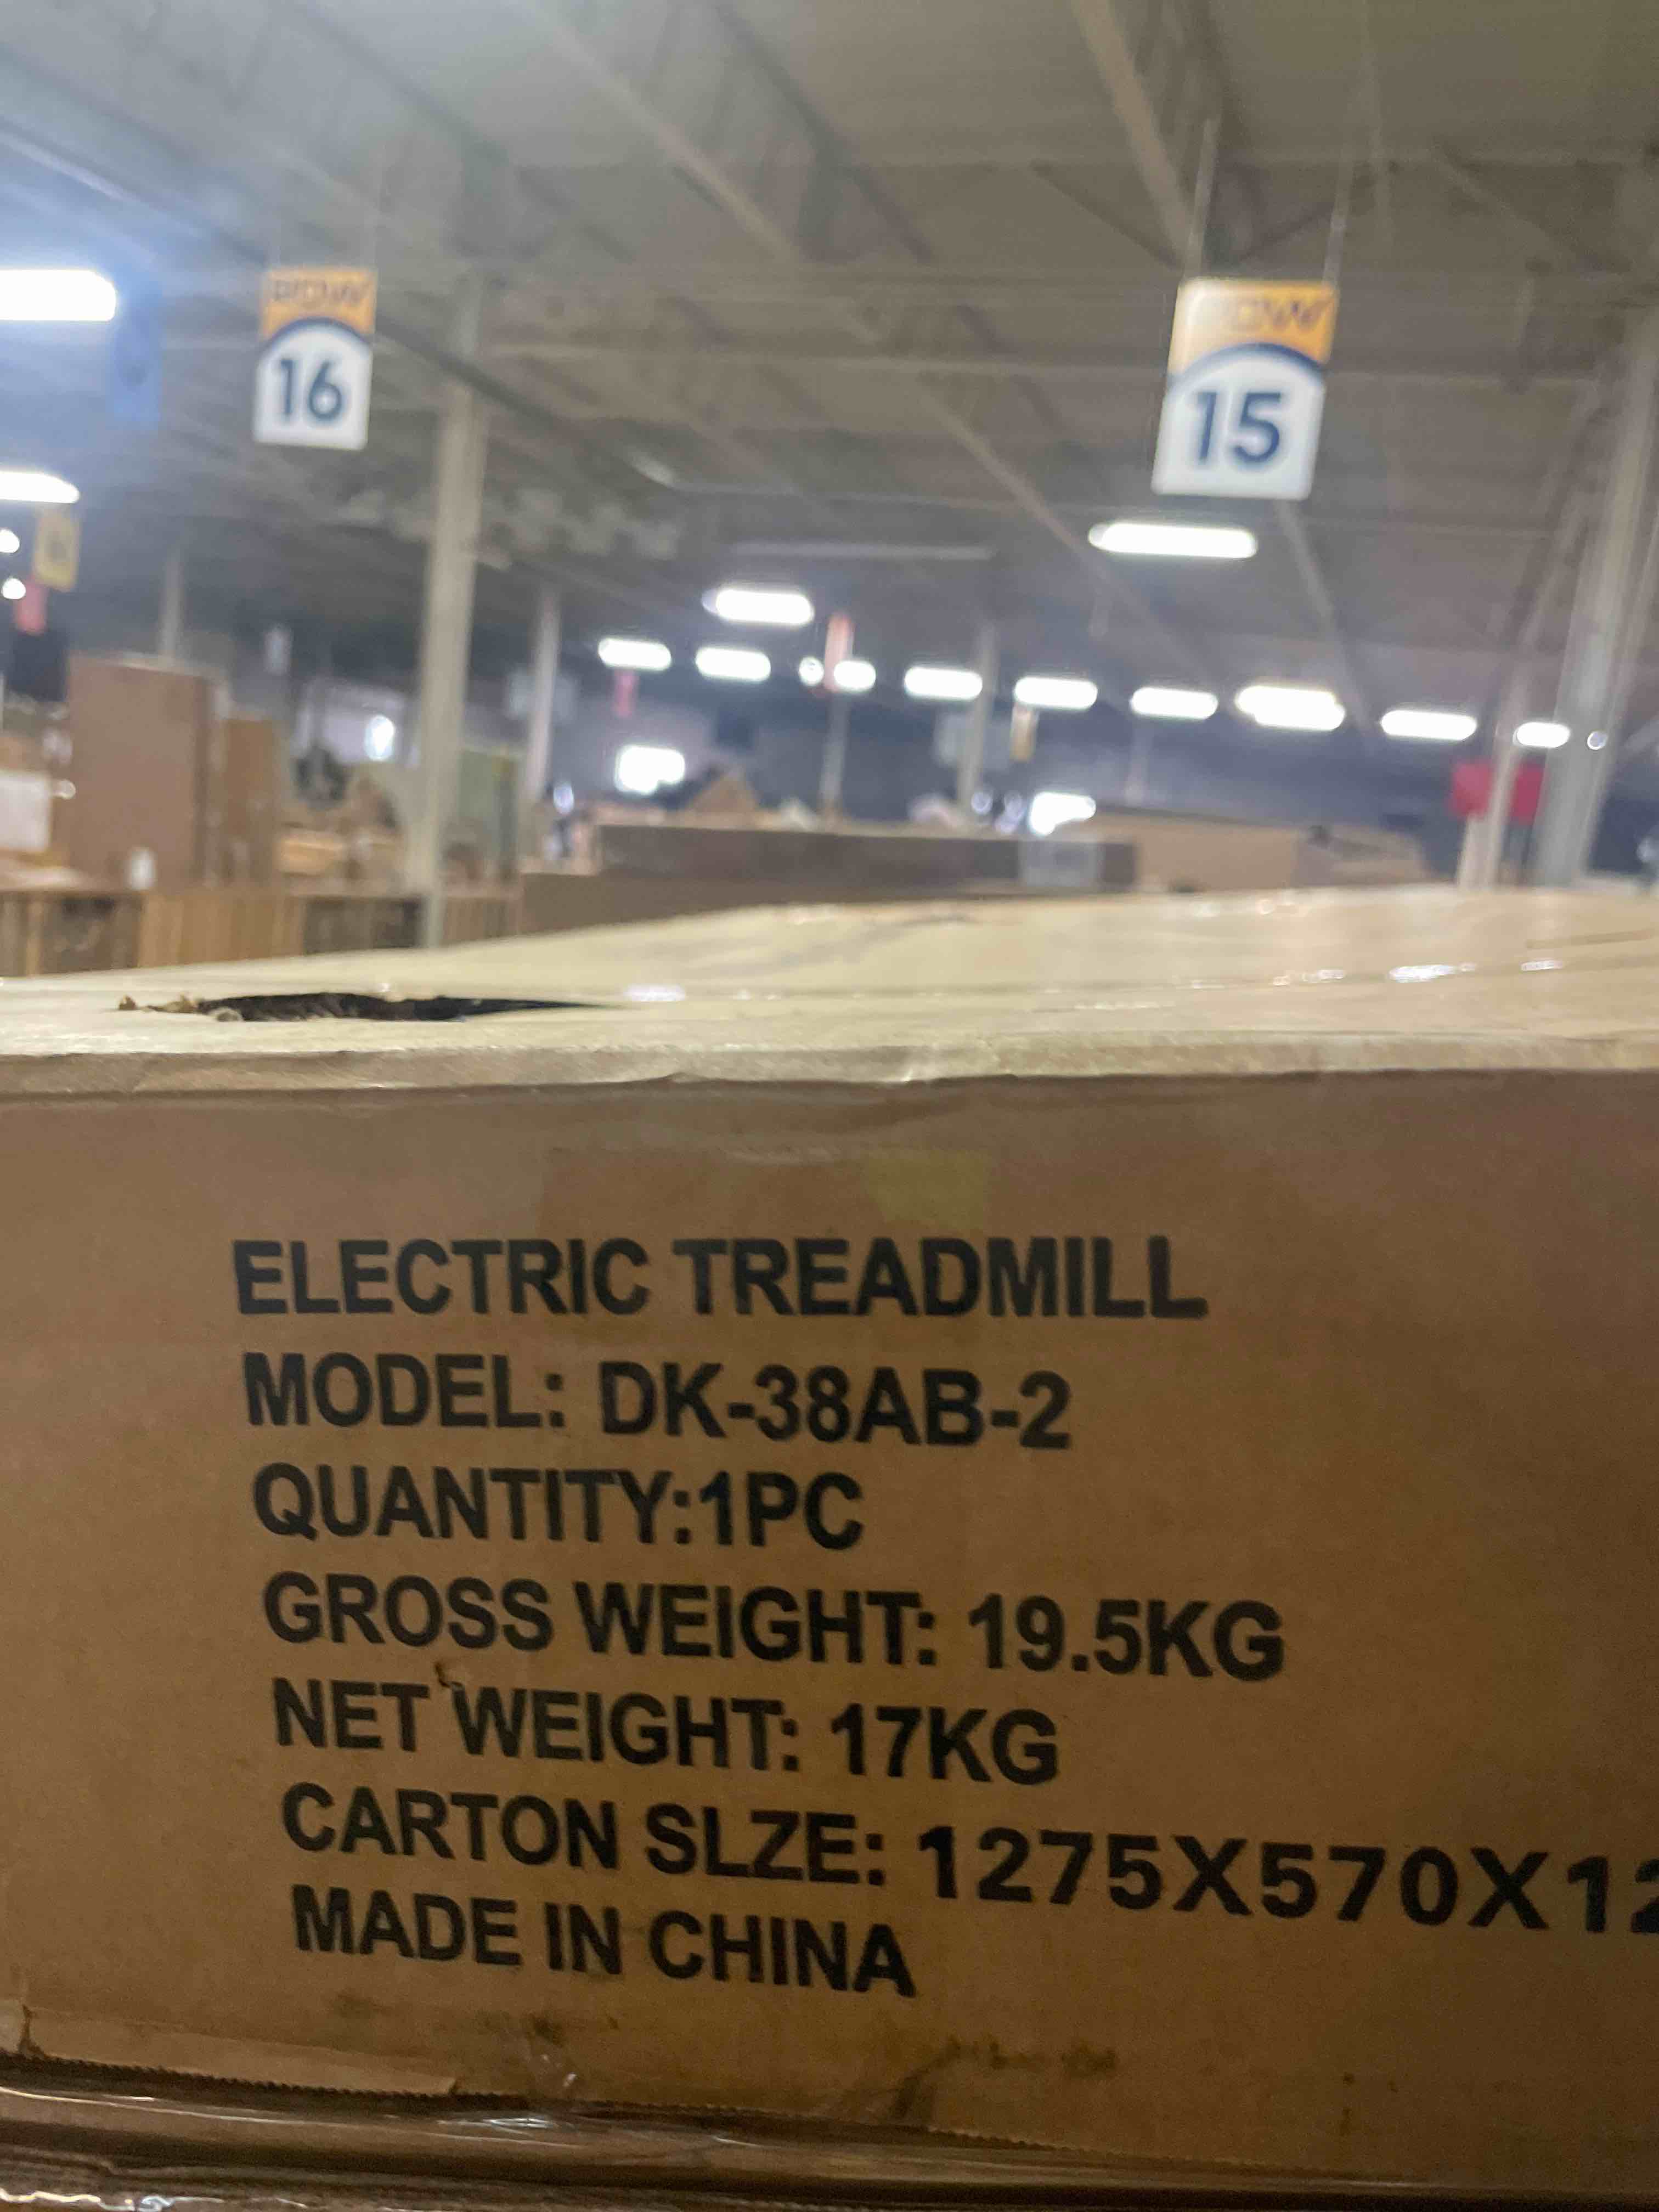 ROW
16
ROW
15
ELECTRIC TREADMILL
MODEL: DK-38AB-2
QUANTITY:1PC
GROSS WEIGHT: 19.5KG
NET WEIGHT: 17KG
CARTON SLZE: 1275X570X12
MADE IN CHINA